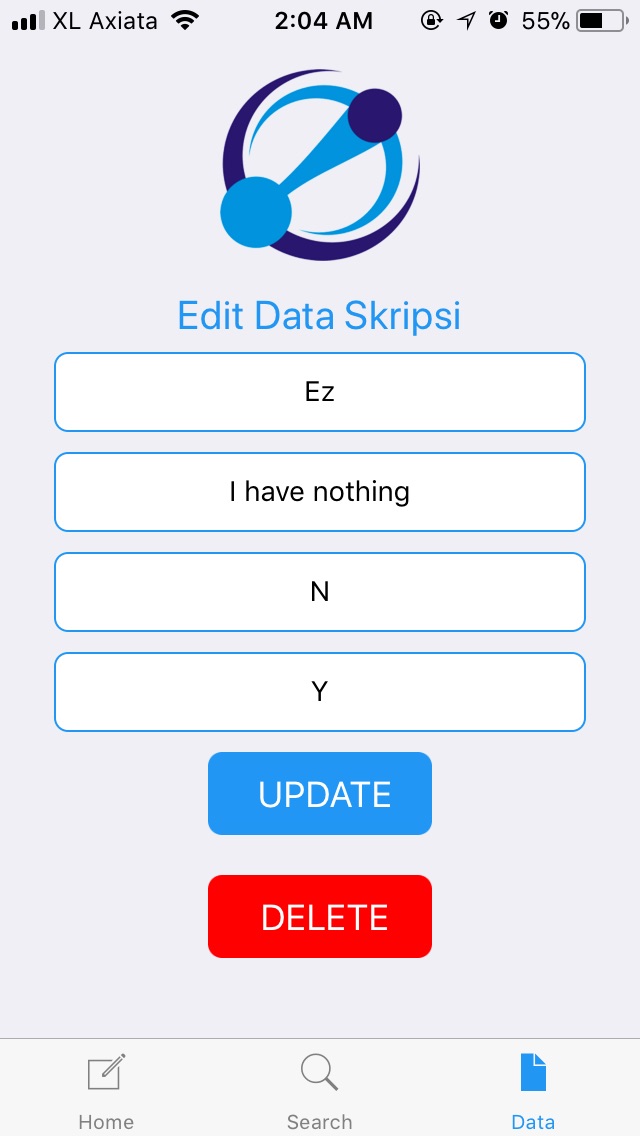 XL Axiata 2:04 AM 55%
Edit Data Skripsi
Ez
I have nothing
N
Y
UPDATE
DELETE
Home Search Data